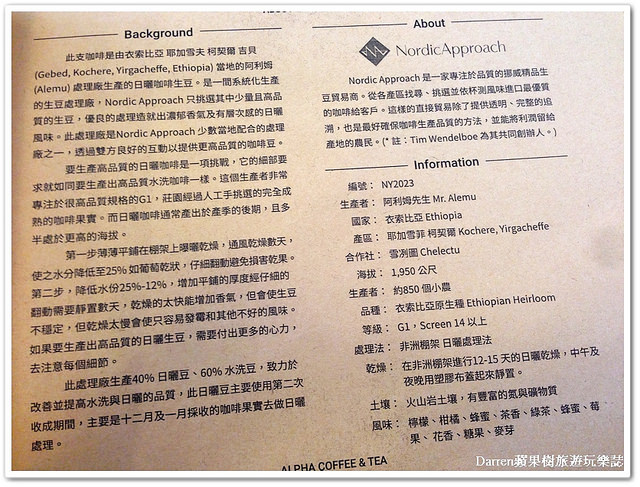 Background
此支咖啡是由衣索比亞 耶加雪夫 柯契爾 吉貝
(Gebed, Kochere, Yirgacheffe, Ethiopia) 當地的阿利姆
(Alemu) 處理廠生產的日曬咖啡生豆。是一間系統化生產
的生豆處理廠，Nordic Approach 只挑選其中少量且高品
質的生豆，優良的處理造就出濃郁香氣及有層次感的日曬
風味。此處理廠是Nordic Approach 少數當地配合的處理
廠之一，透過雙方良好的互動以提供更高品質的咖啡豆。
要生產高品質的日曬咖啡是一項挑戰，它的細部要
求就如同要生產出高品質水洗咖啡一樣。這個生產者非常
專注於很高品質規格的G1，莊園經過人工手挑選的完全成
熟的咖啡果實。而日曬咖啡通常產出於產季的後期，且多
半處於更高的海拔。
第一步薄薄平鋪在棚架上曝曬乾燥，通風乾燥數天，
使之水分降低至25% 如葡萄乾狀，仔細翻動避免損害乾果。
第二步，降低水份25%-12%，增加平鋪的厚度經仔細的
翻動需要靜置數天，乾燥的太快能增加香氣，但會使生豆
不穩定，但乾燥太慢會使只容易發霉和其他不好的風味。
如果要生產出高品質的日曬生豆，需要付出更多的心力，
去注意每個細節。
此處理廠生產40% 日曬豆、60% 水洗豆，致力於
改善並提高水洗與日曬的品質，此日曬豆主要使用第二次
收成期間，主要是十二月及一月採收的咖啡果實去做日曬
處理。
About
NordicApproach
Nordic Approach 是一家專注於品質的挪威精品生
豆貿易商。從各產區找尋、挑選並依杯測風味進口最優質
的咖啡給客戶。這樣的直接貿易除了提供透明、完整的追
溯，也是最好確保咖啡生產品質的方法，並能將利潤留給
產地的農民。(* 註：Tim Wendelboe 為其共同創辦人。)
Information
編號： NY2023
生產者： 阿利姆先生 Mr. Alemu
國家： 衣索比亞 Ethiopia
產區： 耶加雪菲 柯契爾 Kochere, Yirgacheffe
合作社： 雪冽圖 Chelectu
海拔： 1,950 公尺
生產者： 約850 個小農
品種： 衣索比亞原生種 Ethiopian Heirloom
等級： G1，Screen 14 以上
處理法： 非洲棚架 日曬處理法
乾燥： 在非洲棚架進行12-15 天的日曬乾燥，中午及
夜晚用塑膠布蓋起來靜置。
土壤： 火山岩土壤，有豐富的氮與礦物質
風味： 檸檬、柑橘、蜂蜜、茶香、綠茶、蜂蜜、莓
果、花香、糖果、麥芽
ALPHA COFFEE & TEA
Darren蘋果樹旅遊玩樂誌